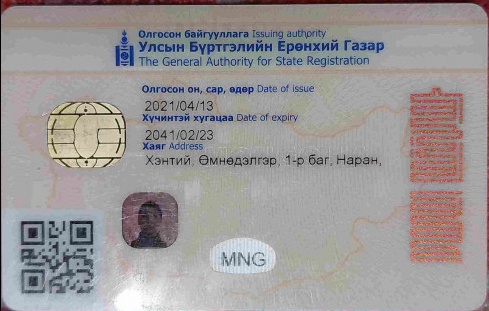 Олгосон байгууллага Issuing authority
Улсын Бүртгэлийн Ерөнхий Газар
The General Authority for State Registration
Олгосон он, сар, өдөр Date of issue
2021/04/13
Хүчинтэй хугацаа Date of expiry
2041/02/23
Хаяг Address
Хэнтий, Өмнөдэлгэр, 1-р баг, Наран,
MNG